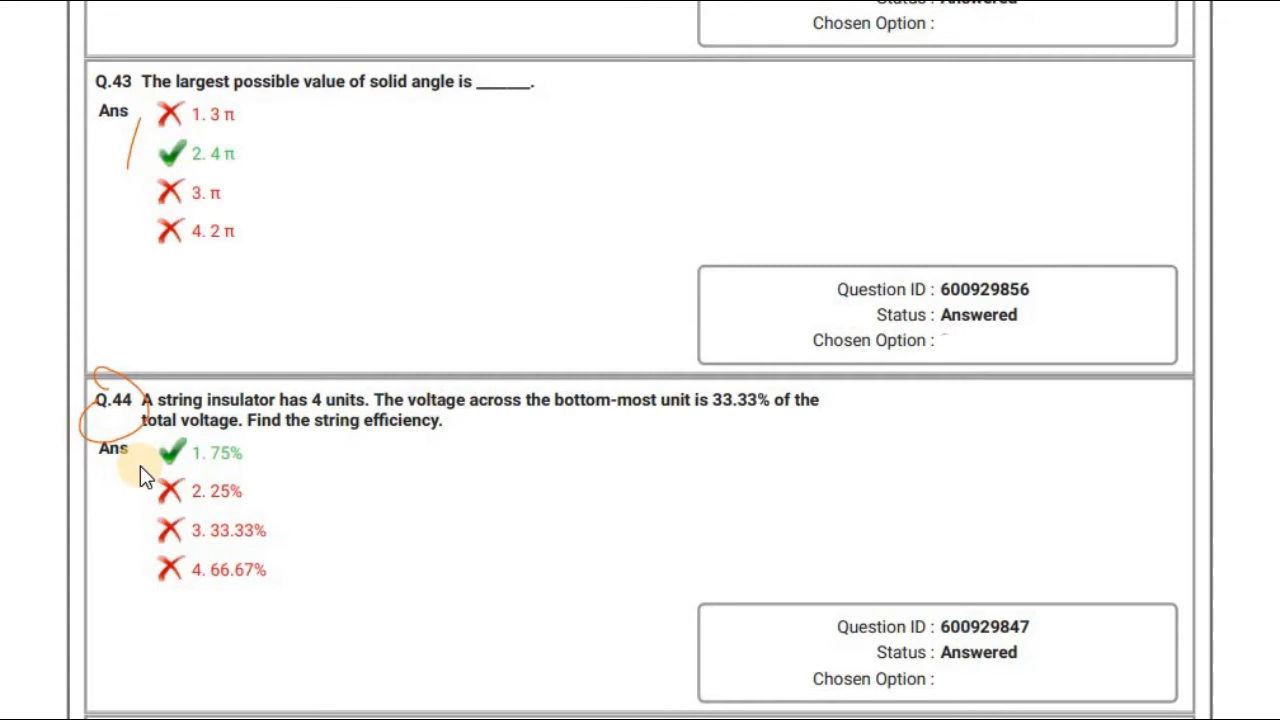 Status : Answered
Chosen Option :
Q.43 The largest possible value of solid angle is ______.
Ans
1. 3 π
2. 4 π
3. π
4. 2 π
Question ID : 600929856
Status : Answered
Chosen Option :
Q.44 A string insulator has 4 units. The voltage across the bottom-most unit is 33.33% of the
total voltage. Find the string efficiency.
Ans
1. 75%
2. 25%
3. 33.33%
4. 66.67%
Question ID : 600929847
Status : Answered
Chosen Option :